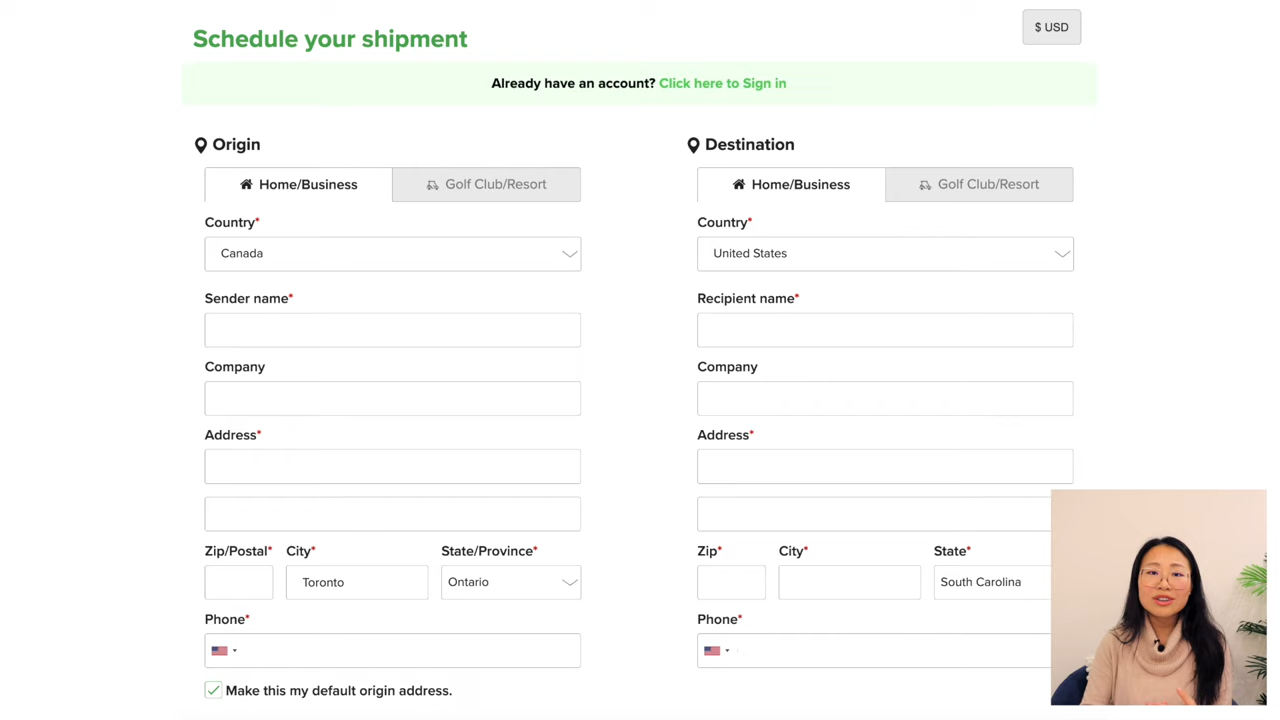 Schedule your shipment
$ USD
Already have an account? Click here to Sign in
Origin
Home/Business
Golf Club/Resort
Country*
Canada
Sender name*
Company
Address*
Zip/Postal*
City*
State/Province*
Toronto
Ontario
Phone*
Make this my default origin address.
Destination
Home/Business
Golf Club/Resort
Country*
United States
Recipient name*
Company
Address*
Zip*
City*
State*
South Carolina
Phone*